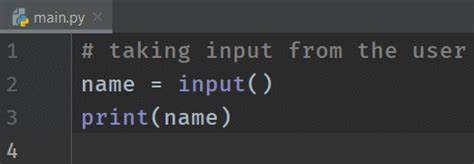 main.py ×
1 # taking input from the user
2 name = input()
3 print(name)
4